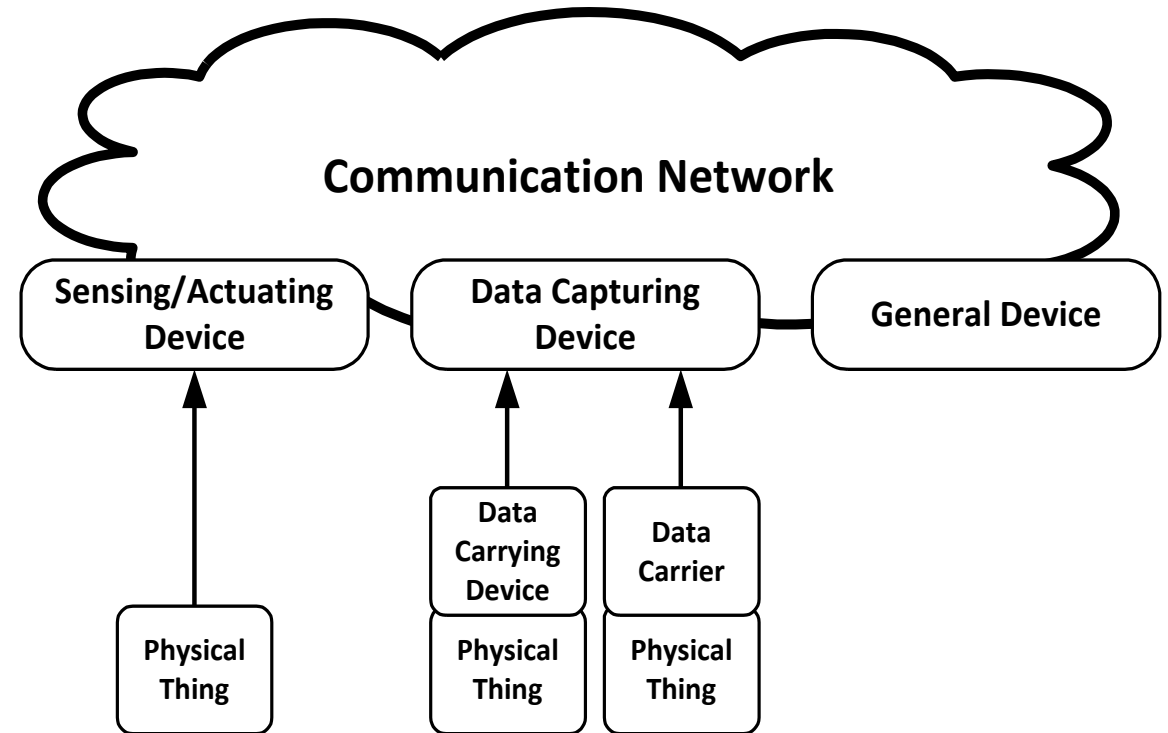 Communication Network
Sensing/Actuating
Device
Data Capturing
Device
General Device
Data
Carrying
Device
Data
Carrier
Physical
Thing
Physical
Thing
Physical
Thing